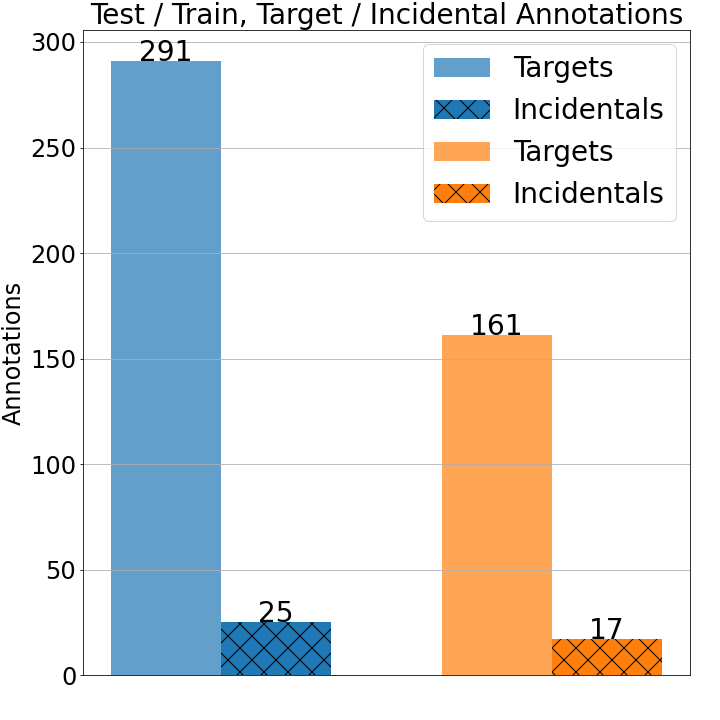 Test / Train, Target / Incidental Annotations
300
250
200
150
100
50
0
Annotations
291
25
161
17
Targets
Incidentals
Targets
Incidentals